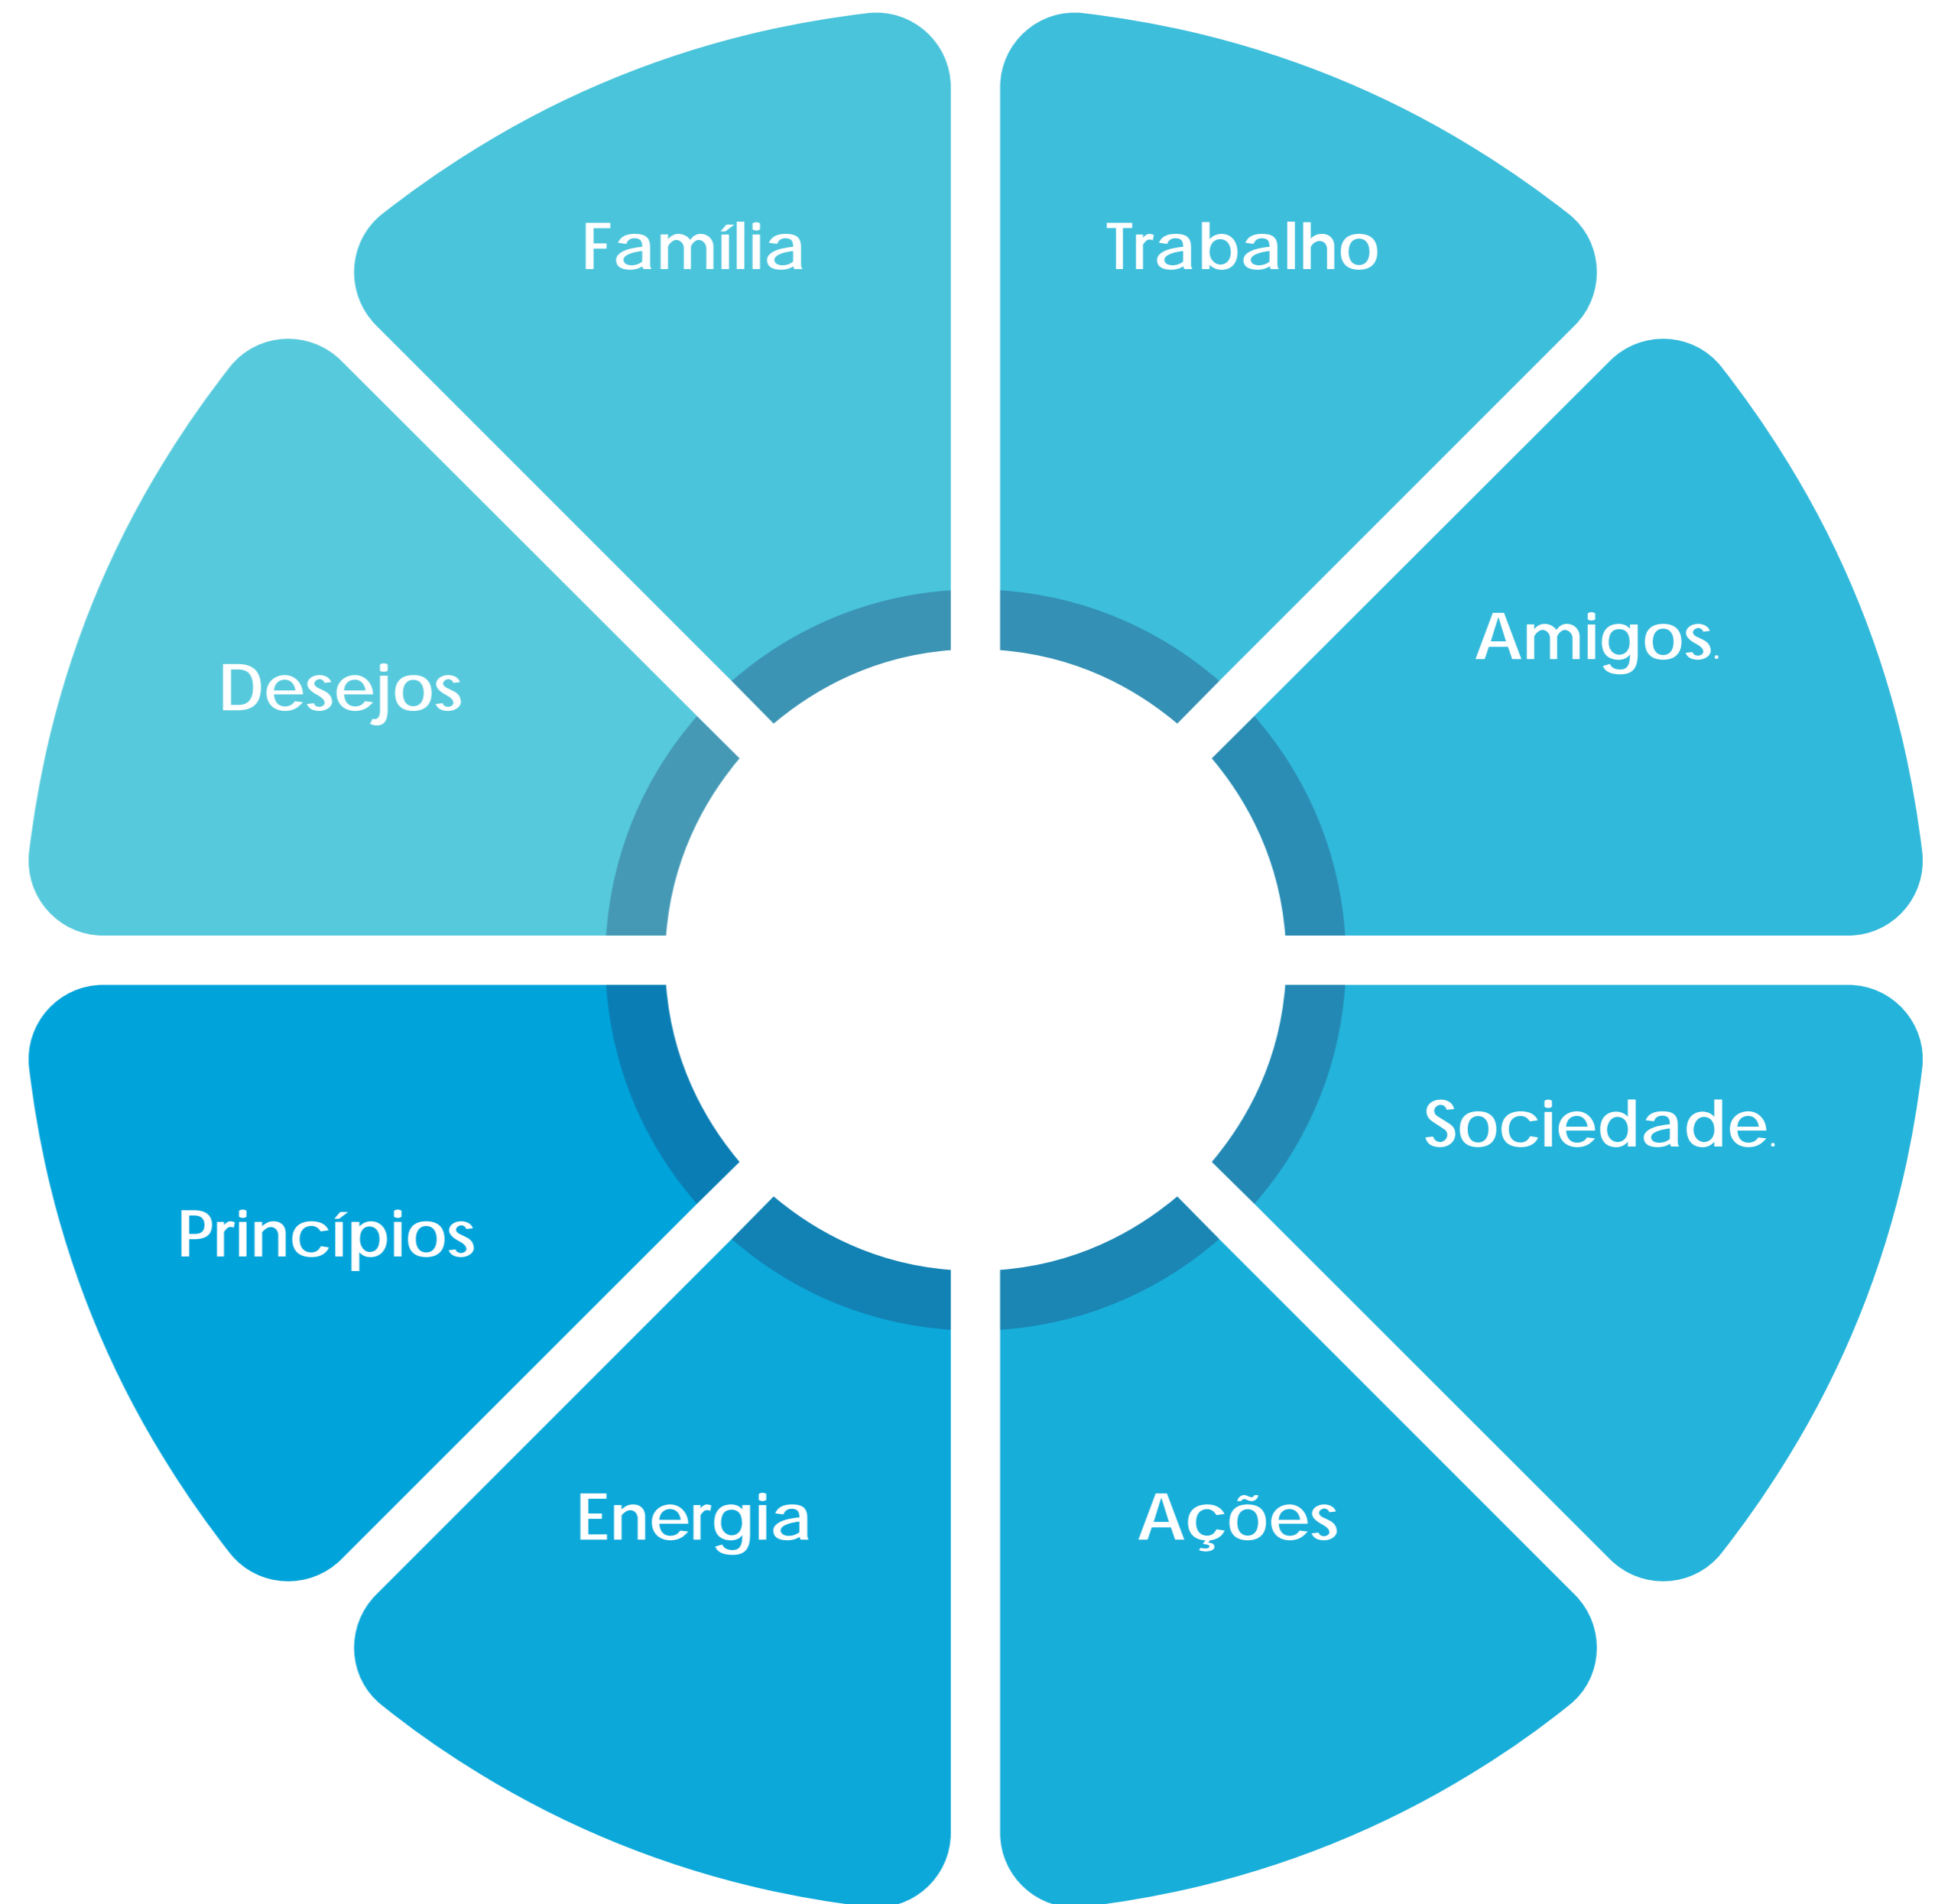 Família
Trabalho
Amigos.
Desejos
Sociedade.
Princípios
Energia
Ações